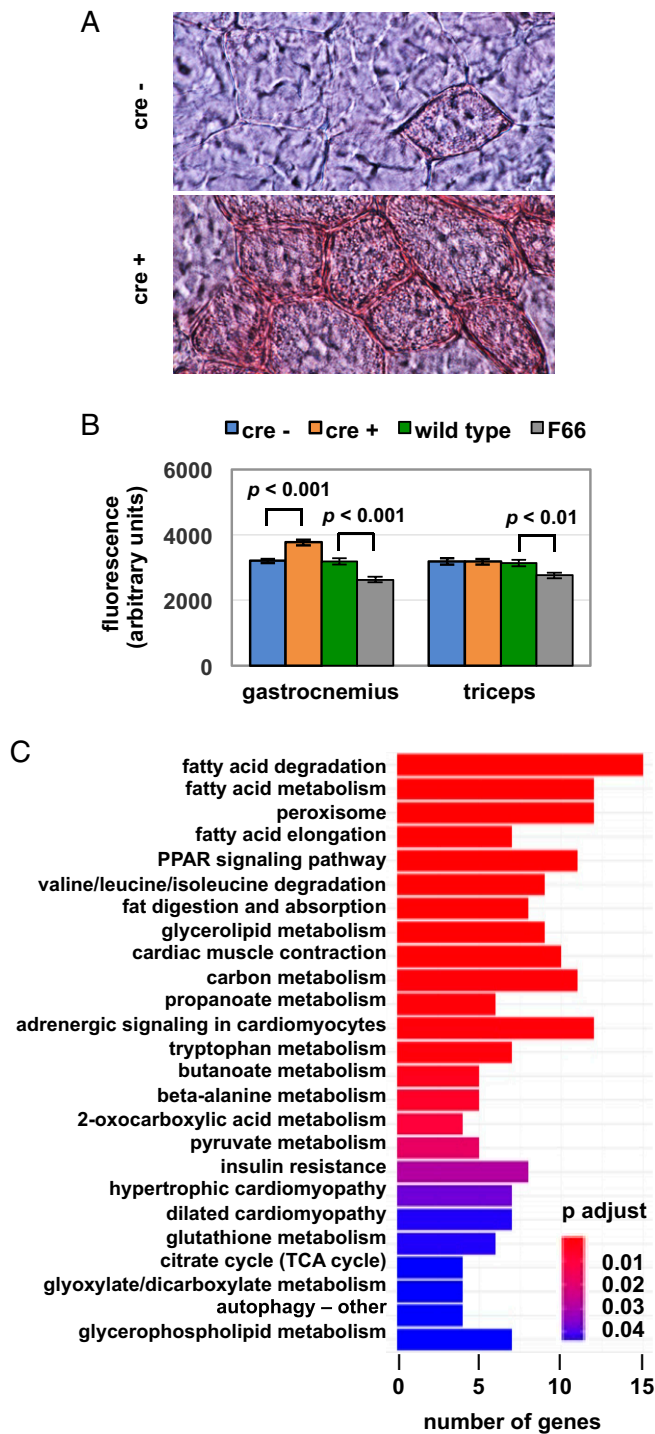 A
cre -
cre +
B
cre - cre + wild type F66
fluorescence
(arbitrary units)
6000
4000
2000
0
p < 0.001
p < 0.001
p < 0.01
gastrocnemius triceps
C
fatty acid degradation
fatty acid metabolism
peroxisome
fatty acid elongation
PPAR signaling pathway
valine/leucine/isoleucine degradation
fat digestion and absorption
glycerolipid metabolism
cardiac muscle contraction
carbon metabolism
propanoate metabolism
adrenergic signaling in cardiomyocytes
tryptophan metabolism
butanoate metabolism
beta-alanine metabolism
2-oxocarboxylic acid metabolism
pyruvate metabolism
insulin resistance
hypertrophic cardiomyopathy
dilated cardiomyopathy
glutathione metabolism
citrate cycle (TCA cycle)
glyoxylate/dicarboxylate metabolism
autophagy – other
glycerophospholipid metabolism
p adjust
0.01
0.02
0.03
0.04
0 5 10 15
number of genes